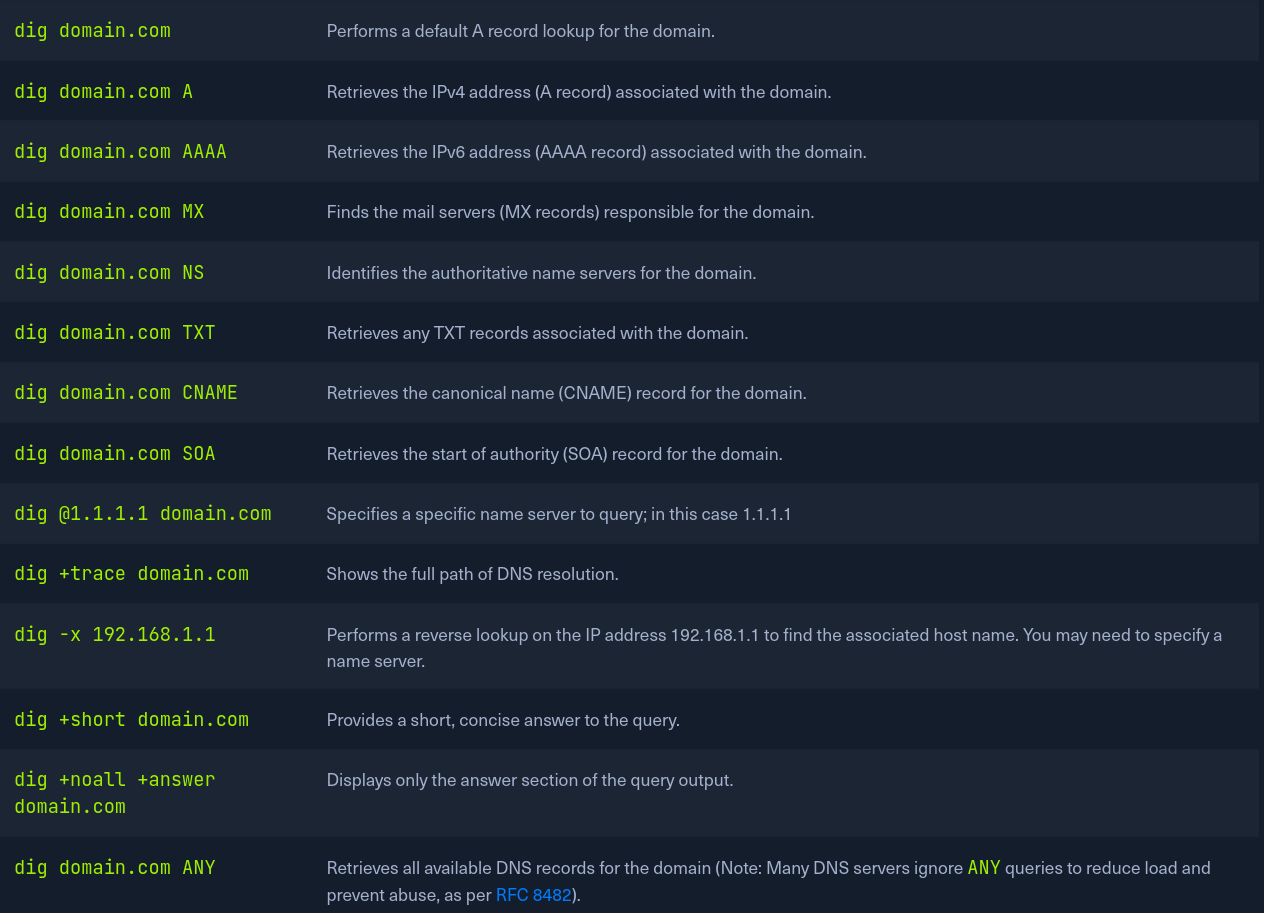 dig domain.com Performs a default A record lookup for the domain.
dig domain.com A Retrieves the IPv4 address (A record) associated with the domain.
dig domain.com AAAA Retrieves the IPv6 address (AAAA record) associated with the domain.
dig domain.com MX Finds the mail servers (MX records) responsible for the domain.
dig domain.com NS Identifies the authoritative name servers for the domain.
dig domain.com TXT Retrieves any TXT records associated with the domain.
dig domain.com CNAME Retrieves the canonical name (CNAME) record for the domain.
dig domain.com SOA Retrieves the start of authority (SOA) record for the domain.
dig @1.1.1.1 domain.com Specifies a specific name server to query; in this case 1.1.1.1
dig +trace domain.com Shows the full path of DNS resolution.
dig -x 192.168.1.1 Performs a reverse lookup on the IP address 192.168.1.1 to find the associated host name. You may need to specify a
name server.
dig +short domain.com Provides a short, concise answer to the query.
dig +noall +answer
domain.com
Displays only the answer section of the query output.
dig domain.com ANY Retrieves all available DNS records for the domain (Note: Many DNS servers ignore ANY queries to reduce load and
prevent abuse, as per RFC 8482).